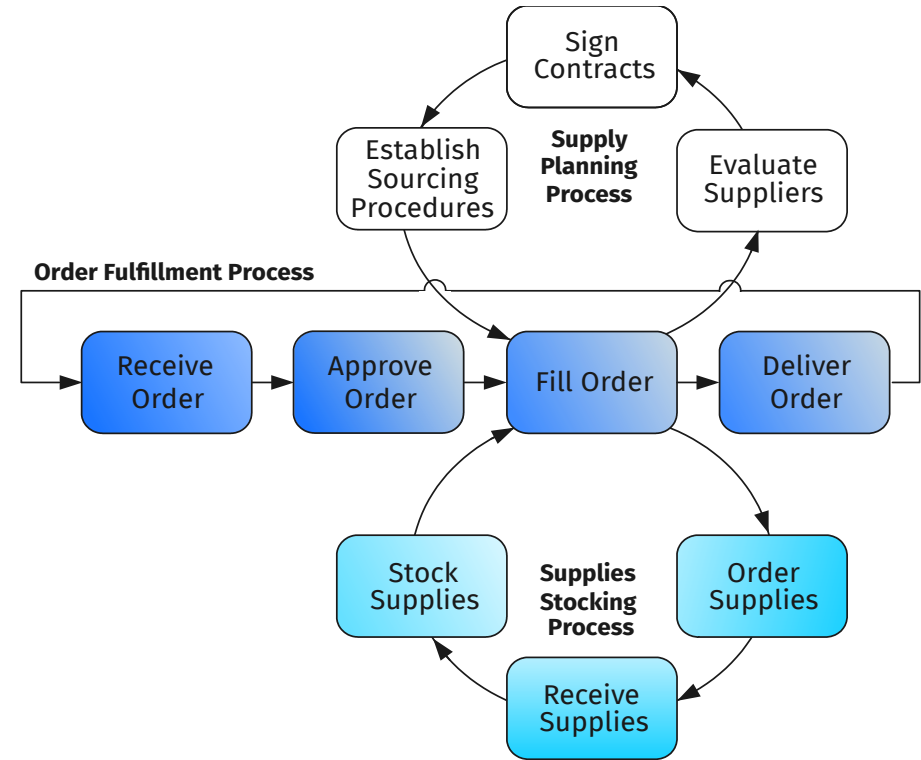 Sign
Contracts
Establish
Sourcing
Procedures
Supply
Planning
Process
Evaluate
Suppliers
Order Fulfillment Process
Receive
Order
Approve
Order
Fill Order
Deliver
Order
Stock
Supplies
Supplies
Stocking
Process
Order
Supplies
Receive
Supplies